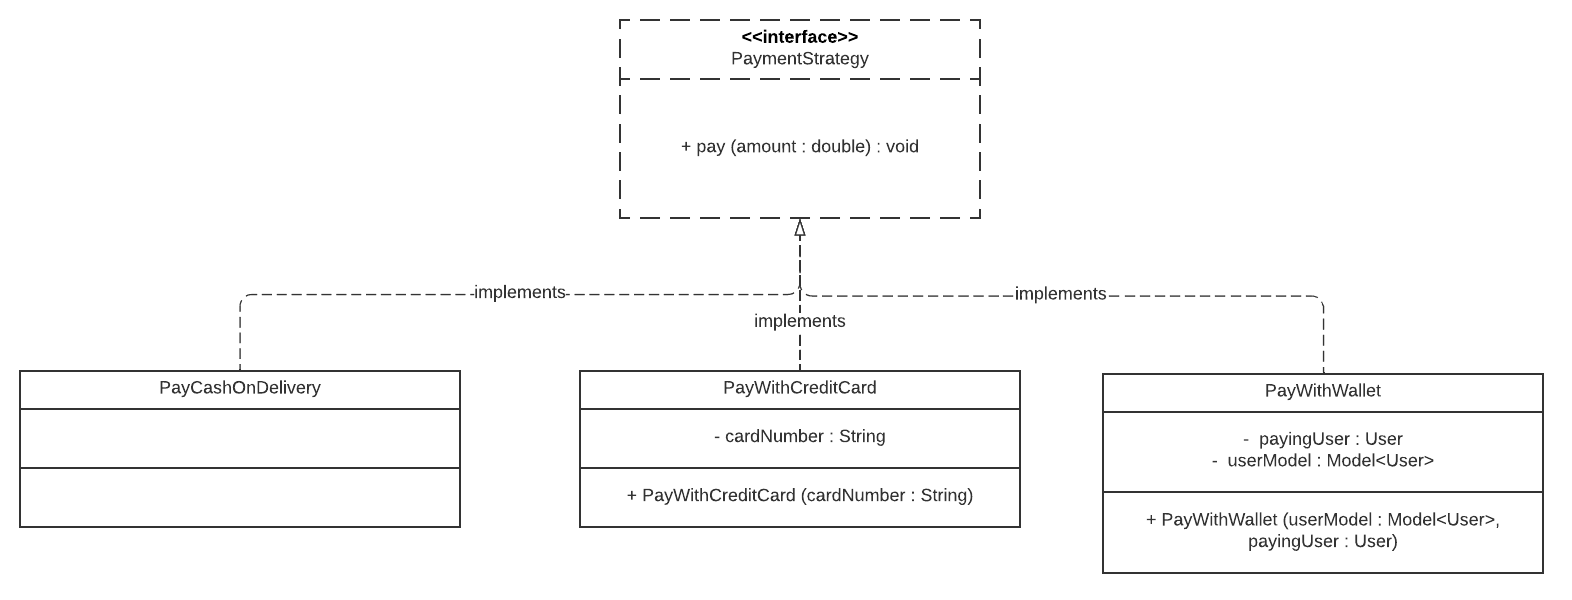 <<interface>>
PaymentStrategy
+ pay (amount : double) : void
implements
implements
implements
PayCashOnDelivery
PayWithCreditCard
- cardNumber : String
+ PayWithCreditCard (cardNumber : String)
PayWithWallet
- payingUser : User
- userModel : Model<User>
+ PayWithWallet (userModel : Model<User>,
payingUser : User)